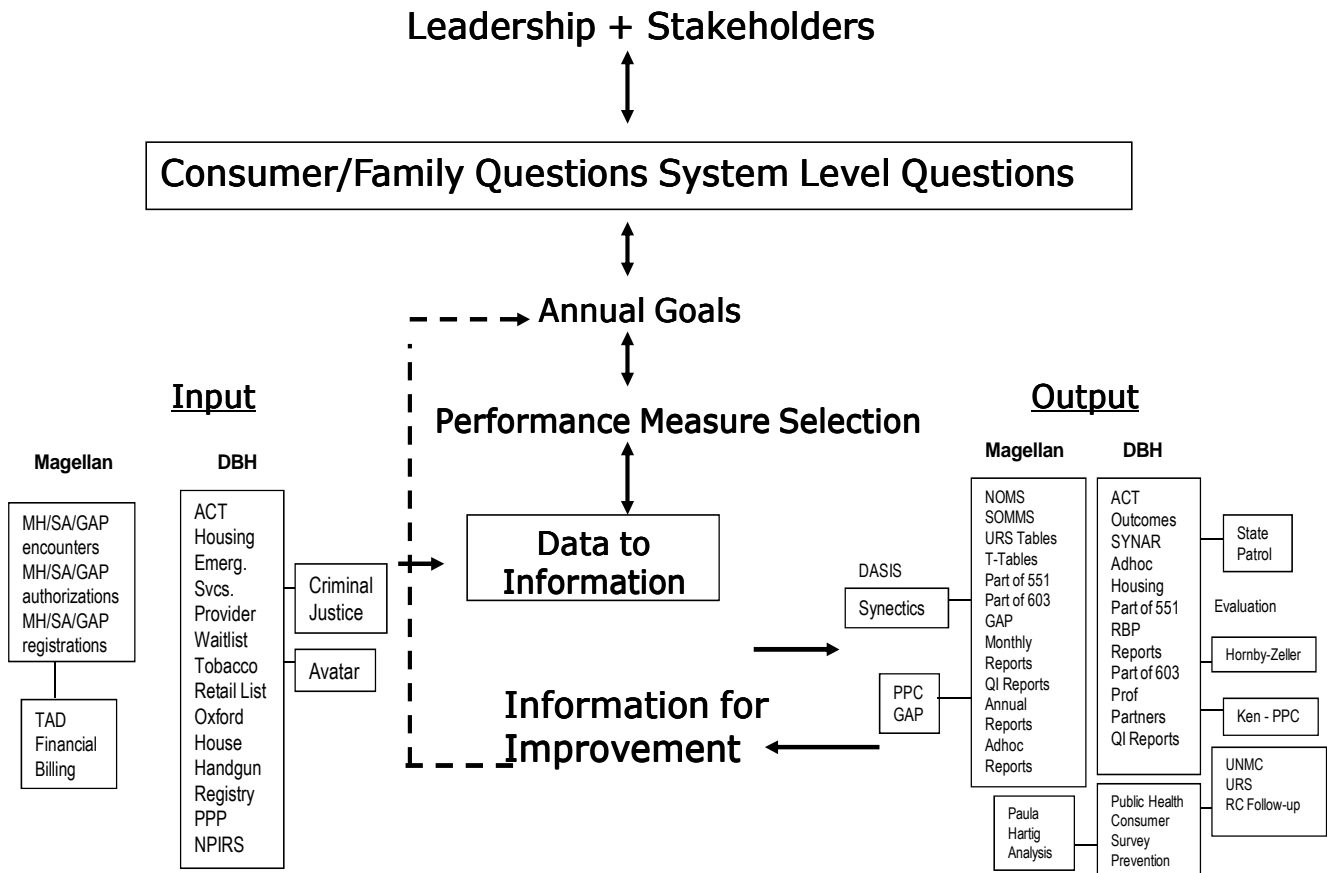 Leadership + Stakeholders
Consumer/Family Questions System Level Questions
Annual Goals
Performance Measure Selection
Data to
Information
Information for
Improvement
Input
Magellan
MH/SA/GAP
encounters
MH/SA/GAP
authorizations
MH/SA/GAP
registrations
TAD
Financial
Billing
DBH
ACT
Housing
Emerg.
Svcs.
Provider
Waitlist
Tobacco
Retail List
Oxford
House
Handgun
Registry
PPP
NPIRS
Criminal
Justice
Avatar
Output
DASIS
Synectics
PPC
GAP
Magellan
NOMS
SOMMS
URS Tables
T-Tables
Part of 551
Part of 603
GAP
Monthly
Reports
QI Reports
Annual
Reports
Adhoc
Reports
DBH
ACT
Outcomes
SYNAR
Adhoc
Housing
Part of 551
RBP
Reports
Part of 603
Prof
Partners
QI Reports
State
Patrol
Evaluation
Hornby-Zeller
Ken - PPC
UNMC
URS
RC Follow-up
Paula
Hartig
Analysis
Public Health
Consumer
Survey
Prevention